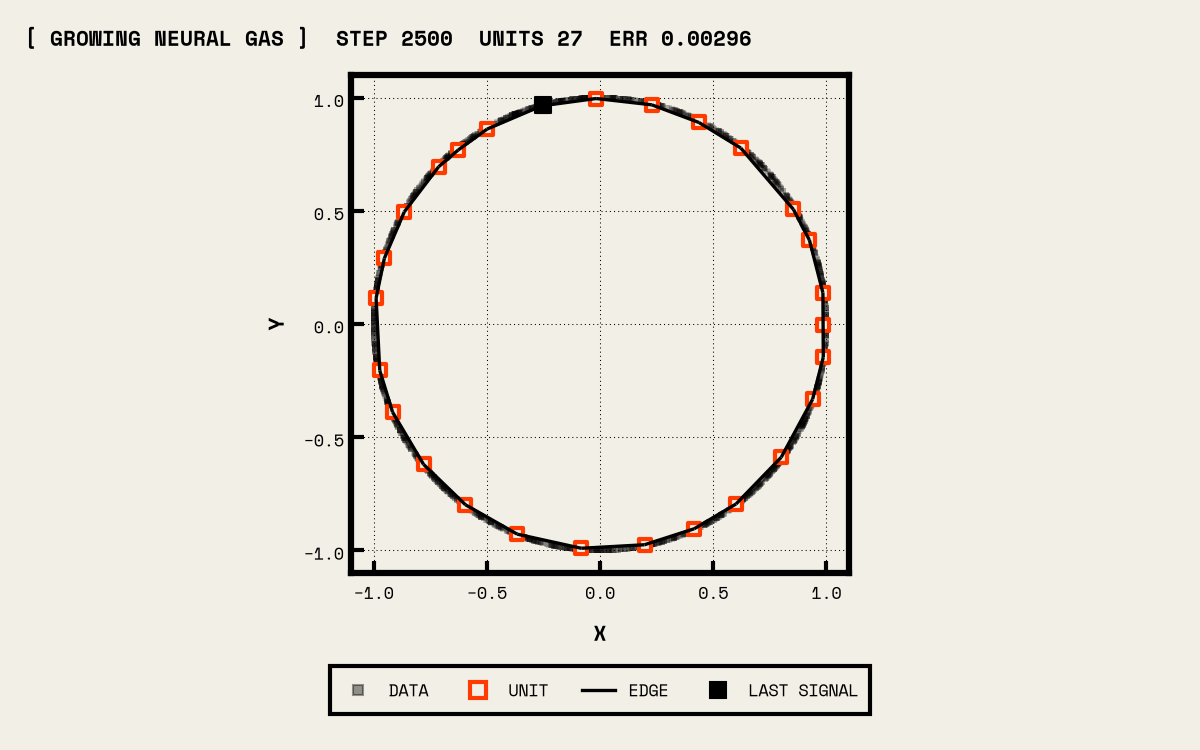 [ GROWING NEURAL GAS ]  STEP 2500  UNITS 27  ERR 0.00296
1.0
0.5
0.0
−0.5
−1.0
Y
−1.0 −0.5 0.0 0.5 1.0
X
DATA UNIT EDGE LAST SIGNAL